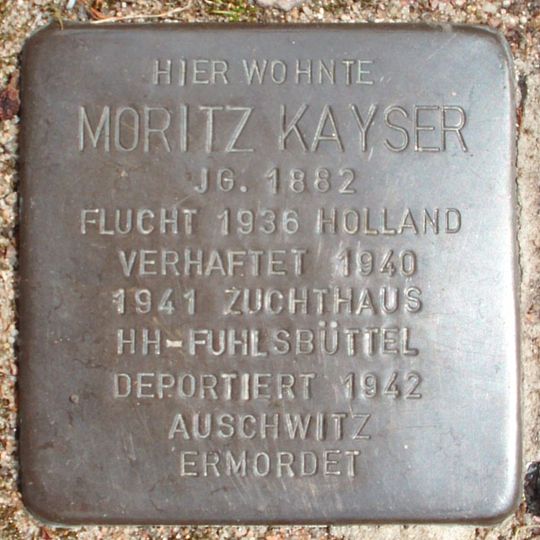 HIER WOHNTE
MORITZ KAYSER
JG. 1882
FLUCHT 1936 HOLLAND
VERHAFTET 1940
1941 ZUCHTHAUS
HH-FUHLSBÜTTEL
DEPORTIERT 1942
AUSCHWITZ
ERMORDET